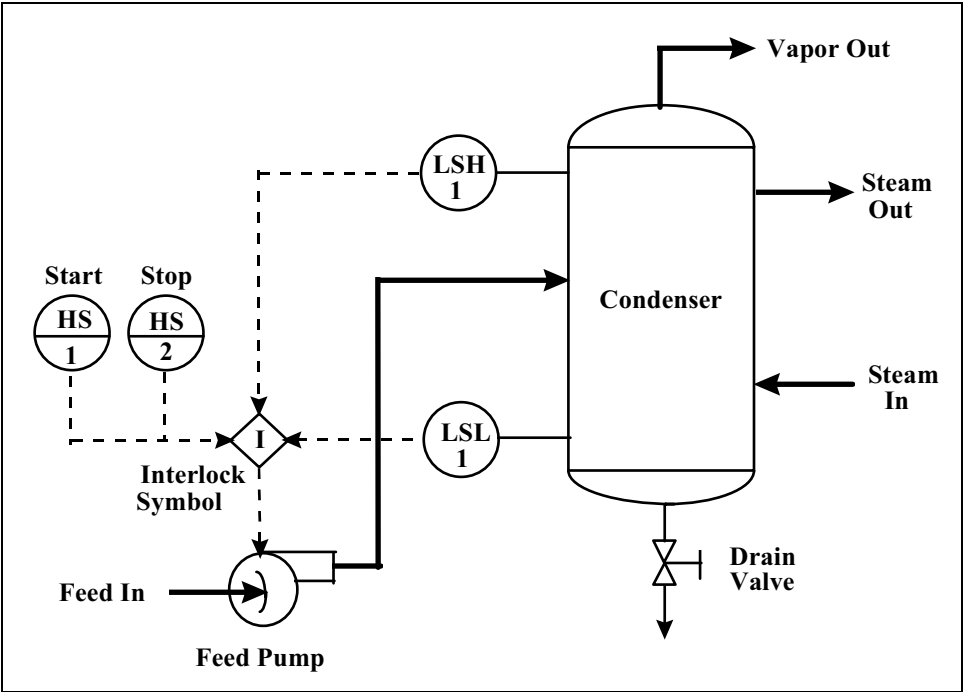 Vapor Out
LSH
1
Steam
Out
Start
Stop
HS
1
HS
2
Condenser
Steam
In
I
LSL
1
Interlock
Symbol
Drain
Valve
Feed In
Feed Pump